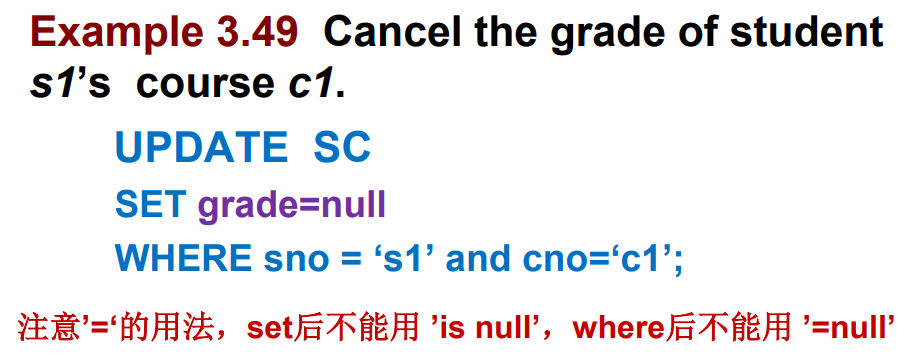 Example 3.49 Cancel the grade of student
s1’s course c1.
UPDATE SC
SET grade=null
WHERE sno = ‘s1’ and cno=‘c1’;
注意’=‘的用法，set后不能用 ’is null’，where后不能用 ’=null’